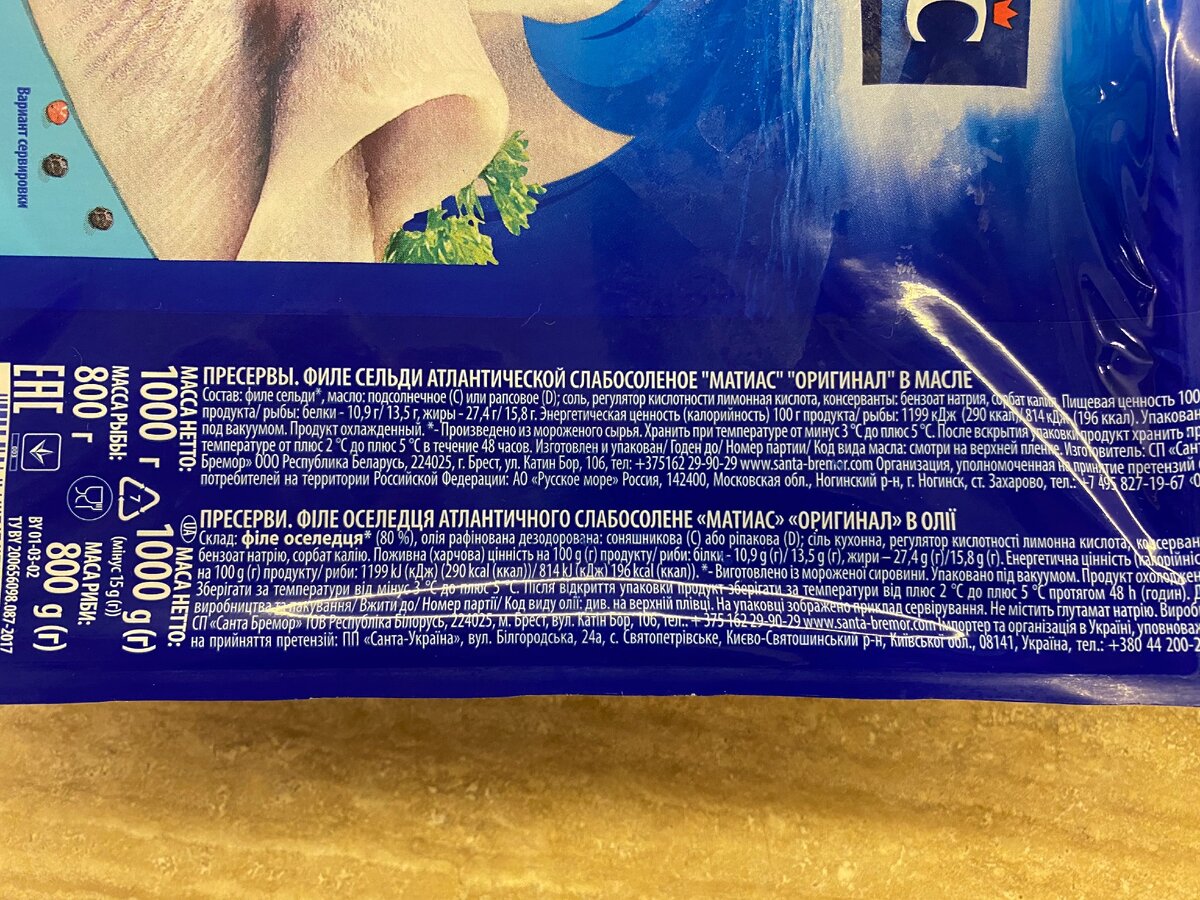 Вариант сервировки
С
ПРЕСЕРВЫ. ФИЛЕ СЕЛЬДИ АТЛАНТИЧЕСКОЙ СЛАБОСОЛЕНОЕ "МАТИАС" "ОРИГИНАЛ" В МАСЛЕ
Состав: филе сельди*, масло: подсолнечное (С) или рапсовое (D); соль, регулятор кислотности лимонная кислота, консерванты: бензоат натрия, сорбат калия. Пищевая ценность 100
продукта/ рыбы: белки - 10,9 г/ 13,5 г, жиры - 27,4 г/ 15,8 г. Энергетическая ценность (калорийность) 100 г продукта/ рыбы: 1199 кДж (290 ккал)/ 814 кДж (196 ккал). Упакован
под вакуумом. Продукт охлажденный. *- Произведено из мороженого сырья. Хранить при температуре от минус 3 °C до плюс 5 °C. После вскрытия упаковки продукт хранить пр
температуре от плюс 2 °C до плюс 5 °C в течение 48 часов. Изготовлен и упакован/ Годен до/ Номер партии/ Код вида масла: смотри на верхней пленке. Изготовитель: СП «Сан
Бремор» ООО Республика Беларусь, 224025, г. Брест, ул. Катин Бор, 106, тел: +375162 29-90-29 www.santa-bremor.com Организация, уполномоченная на принятие претензий
потребителей на территории Российской Федерации: АО «Русское море» Россия, 142400, Московская обл., Ногинский р-н, г. Ногинск, ст. Захарово, тел.: +7 495 827-19-67
UA
ПРЕСЕРВИ. ФІЛЕ ОСЕЛЕДЦЯ АТЛАНТИЧНОГО СЛАБОСОЛЕНЕ «МАТИАС» «ОРИГИНАЛ» В ОЛІЇ
Склад: філе оселедця* (80 %), олія рафінована дезодорована: соняшникова (С) або ріпакова (D); сіль кухонна, регулятор кислотності лимонна кислота, консерван
бензоат натрію, сорбат калію. Поживна (харчова) цінність на 100 g (г) продукту/ риби: білки - 10,9 g (г)/ 13,5 g (г), жири – 27,4 g (г)/15,8 g (г). Енергетична цінність (калорійніс
на 100 g (г) продукту/ риби: 1199 kJ (кДж) (290 kcal (ккал))/ 814 kJ (кДж) 196 kcal (ккал)). *- Виготовлено із мороженої сировини. Упаковано під вакуумом. Продукт охолоджен
Зберігати за температури від мінус 3 °C до плюс 5 °C. Після відкриття упаковки продукт зберігати за температури від плюс 2 °C до плюс 5 °C протягом 48 h (годин). Д
виробництва та пакування/ Вжити до/ Номер партії/ Код виду олії: див. на верхній плівці. На упаковці зображено приклад сервірування. Не містить глутамат натрію. Вироб
СП «Санта Бремор» ТОВ Республіка Білорусь, 224025, м. Брест, вул. Катін Бор, 106, тел.: +375 162 29-90-29 www.santa-bremor.com Імпортер та організація в Україні, уповноваж
на прийняття претензій: ПІІ «Санта-Україна», вул. Білгородська, 24а, с. Святопетрівське, Києво-Святошинський р-н, Київської обл., 08141, Україна, тел.: +380 44 200-2
МАССА НЕТТО:
1000 г
МАССА РЫБЫ:
800 г
МАСА НЕТТО:
1000 g (г)
(мінус 15 g (г))
МАСА РИБИ:
800 g (г)
7
EAC
BY 01-03-02
ТУ BY 200656098.087-2017